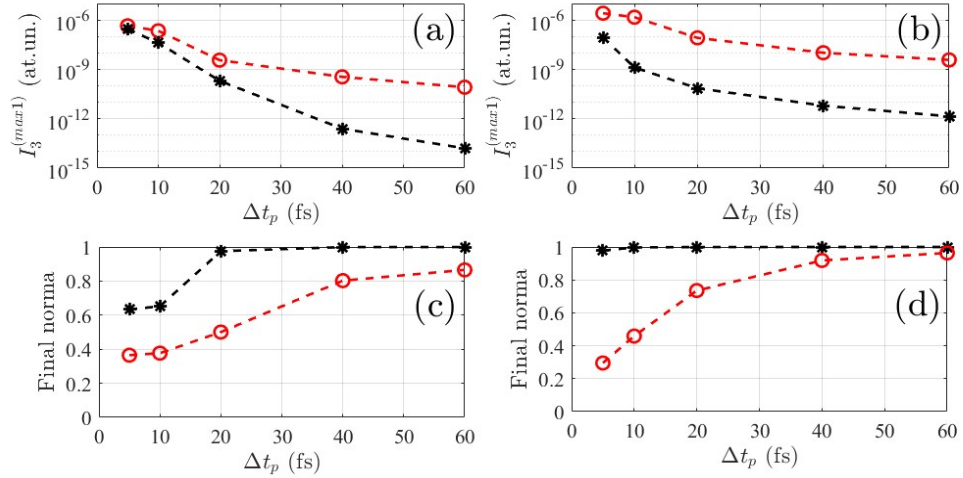 10^{-6}
10^{-9}
10^{-12}
10^{-15}
I_3^{(max1)} (at.un.)
(a)
0 10 20 30 40 50 60
Δt_p (fs)
10^{-6}
10^{-9}
10^{-12}
10^{-15}
I_3^{(max1)} (at.un.)
(b)
0 10 20 30 40 50 60
Δt_p (fs)
1
0.8
0.6
0.4
0.2
0
Final norma
(c)
0 10 20 30 40 50 60
Δt_p (fs)
1
0.8
0.6
0.4
0.2
0
Final norma
(d)
0 10 20 30 40 50 60
Δt_p (fs)